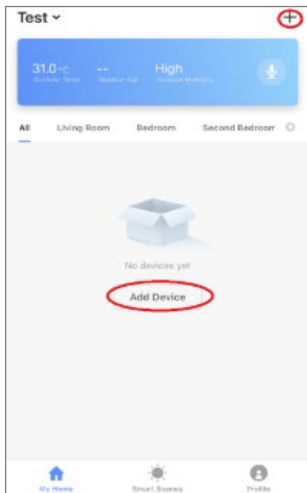 Test
31.0 °C -- High
Outdoor Temp Outdoor AQI Outdoor Humidity
All Living Room Bedroom Second Bedroom
No devices yet
Add Device
My Home Smart Scenes Profile